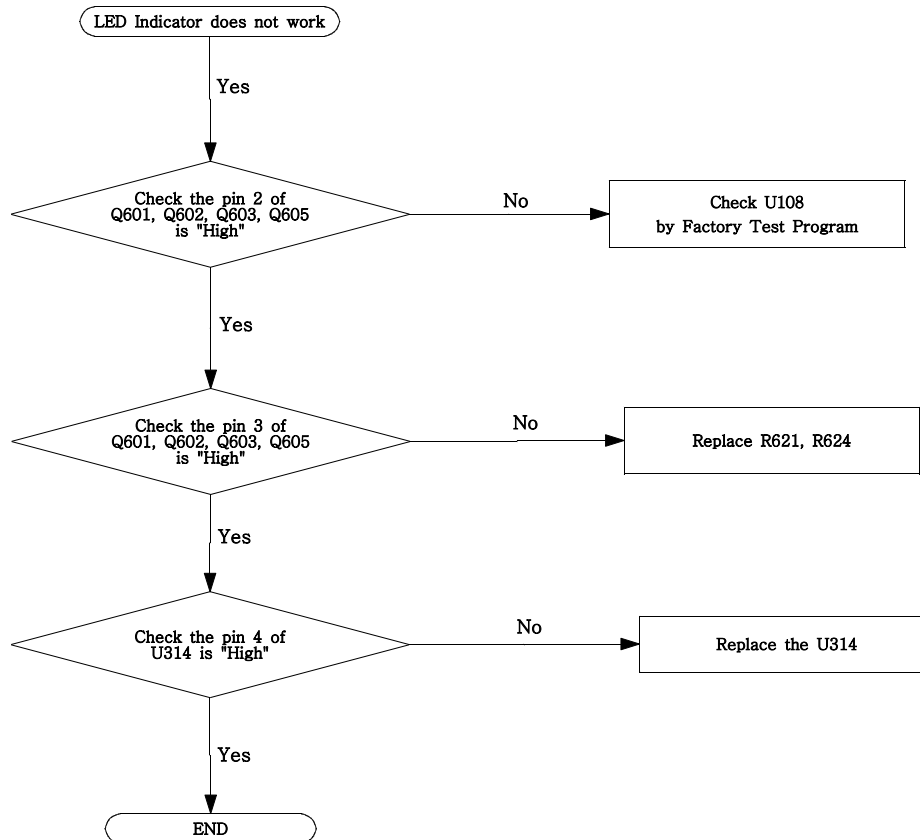 LED Indicator does not work
Yes
Check the pin 2 of
Q601, Q602, Q603, Q605
is "High"
No
Check U108
by Factory Test Program
Yes
Check the pin 3 of
Q601, Q602, Q603, Q605
is "High"
No
Replace R621, R624
Yes
Check the pin 4 of
U314 is "High"
No
Replace the U314
Yes
END